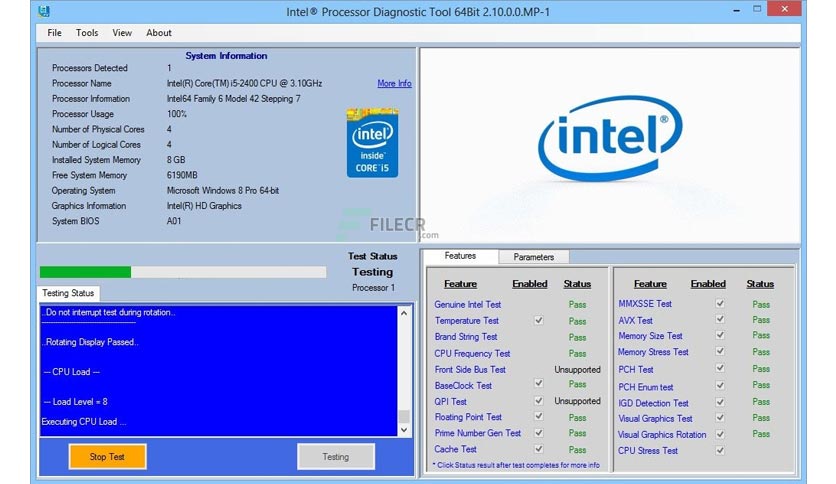 Intel® Processor Diagnostic Tool 64Bit 2.10.0.0.MP-1
File Tools View About
System Information
Processors Detected 1
Processor Name Intel(R) Core(TM) i5-2400 CPU @ 3.10GHz More Info
Processor Information Intel64 Family 6 Model 42 Stepping 7
Processor Usage 100%
Number of Physical Cores 4
Number of Logical Cores 4
Installed System Memory 8 GB
Free System Memory 6190MB
Operating System Microsoft Windows 8 Pro 64-bit
Graphics Information Intel(R) HD Graphics
System BIOS A01
intel
inside™
CORE™i5
intel®
FILECR
.com
Test Status
Testing
Processor 1
Testing Status
..Do not interrupt test during rotation..
---------------------------------
..Rotating Display Passed..
--- CPU Load ---
--- Load Level = 8
Executing CPU Load ...
Stop Test Testing
Features Parameters
Feature Enabled Status
Genuine Intel Test Pass
Temperature Test Pass
Brand String Test Pass
CPU Frequency Test Pass
Front Side Bus Test Unsupported
BaseClock Test Pass
QPI Test Unsupported
Floating Point Test Pass
Prime Number Gen Test Pass
Cache Test Pass
* Click Status result after test completes for more info
Feature Enabled Status
MMXSSE Test Pass
AVX Test Pass
Memory Size Test Pass
Memory Stress Test Pass
PCH Test Pass
PCH Enum test Pass
IGD Detection Test Pass
Visual Graphics Test Pass
Visual Graphics Rotation Pass
CPU Stress Test